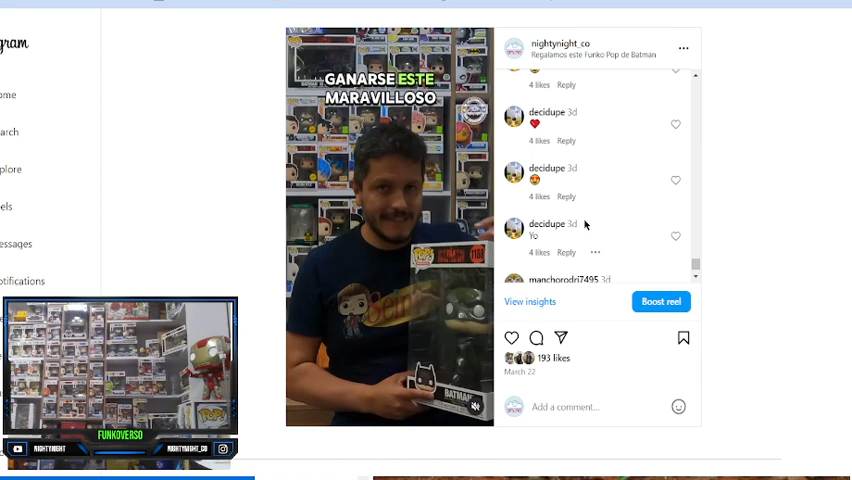 gram
ome
arch
plore
els
essages
otifications
GANARSE ESTE
MARAVILLOSO
BATMAN
nightynight_co
Regalamos este Funko Pop de Batman
4 likes Reply
decidupe 3d
4 likes Reply
decidupe 3d
4 likes Reply
decidupe 3d
Yo
4 likes Reply
manchorodri7495 3d
View insights
Boost reel
193 likes
March 22
Add a comment...
FUNKOVERSO
NIGHTYNIGHT
NIGHTYNIGHT_CO